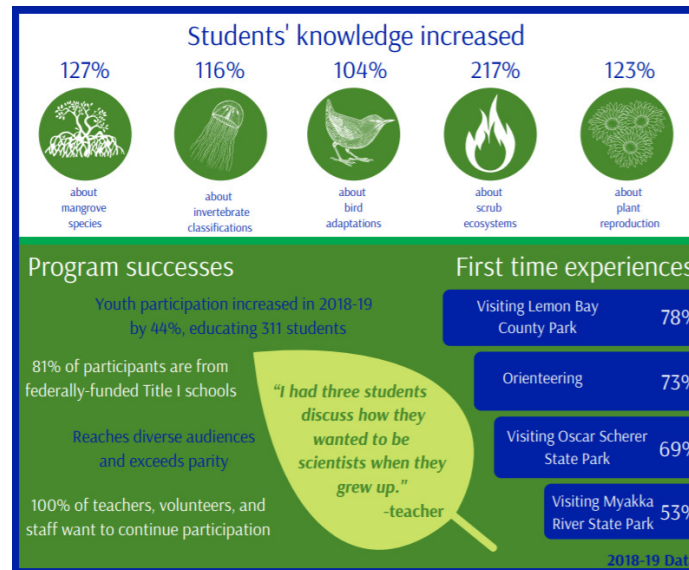 Students' knowledge increased
127%
116%
104%
217%
123%
about
mangrove
species
about
invertebrate
classifications
about
bird
adaptations
about
scrub
ecosystems
about
plant
reproduction
Program successes
Youth participation increased in 2018-19
by 44%, educating 311 students
81% of participants are from
federally-funded Title I schools
Reaches diverse audiences
and exceeds parity
100% of teachers, volunteers, and
staff want to continue participation
"I had three students
discuss how they
wanted to be
scientists when they
grew up."
-teacher
First time experiences
Visiting Lemon Bay
County Park
78%
Orienteering
73%
Visiting Oscar Scherer
State Park
69%
Visiting Myakka
River State Park
53%
2018-19 Dat